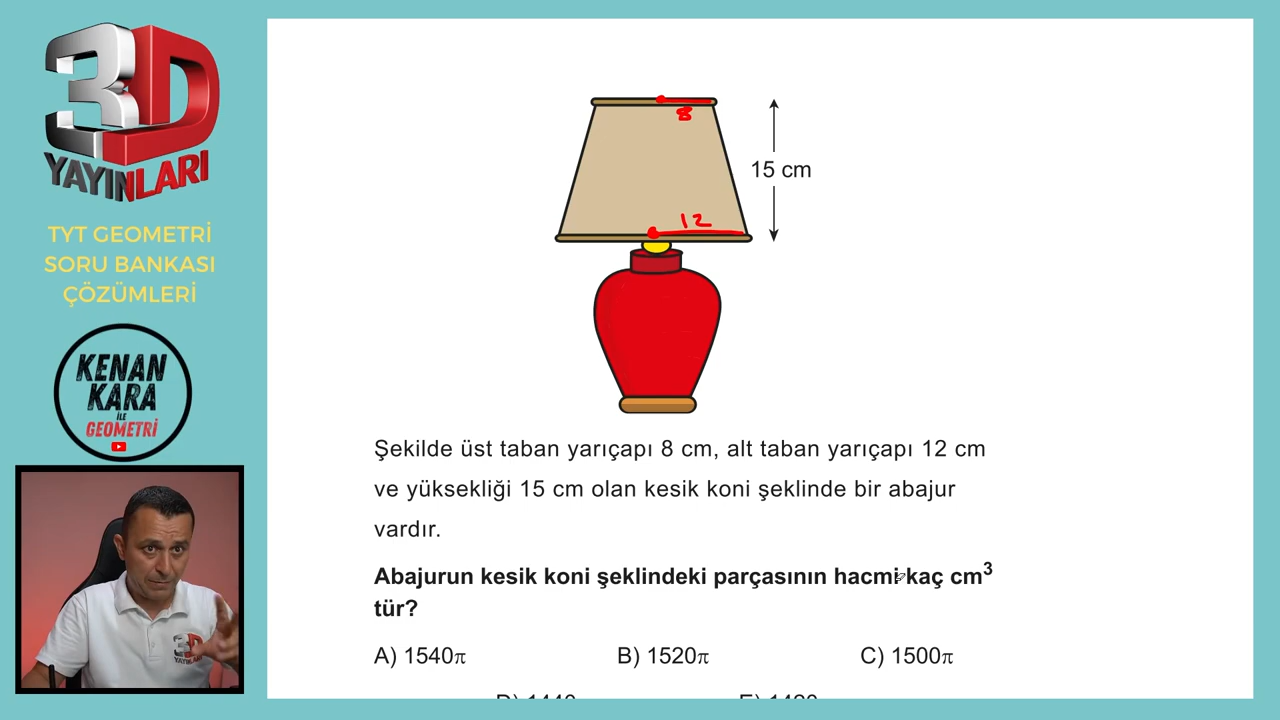 3D
YAYINLARI
TYT GEOMETRİ
SORU BANKASI
ÇÖZÜMLERİ
KENAN
KARA
İLE
GEOMETRİ
3D
YAYINLARI
8
12
15 cm
Şekilde üst taban yarıçapı 8 cm, alt taban yarıçapı 12 cm
ve yüksekliği 15 cm olan kesik koni şeklinde bir abajur
vardır.
Abajurun kesik koni şeklindeki parçasının hacmi kaç cm³
tür?
A) 1540π B) 1520π C) 1500π